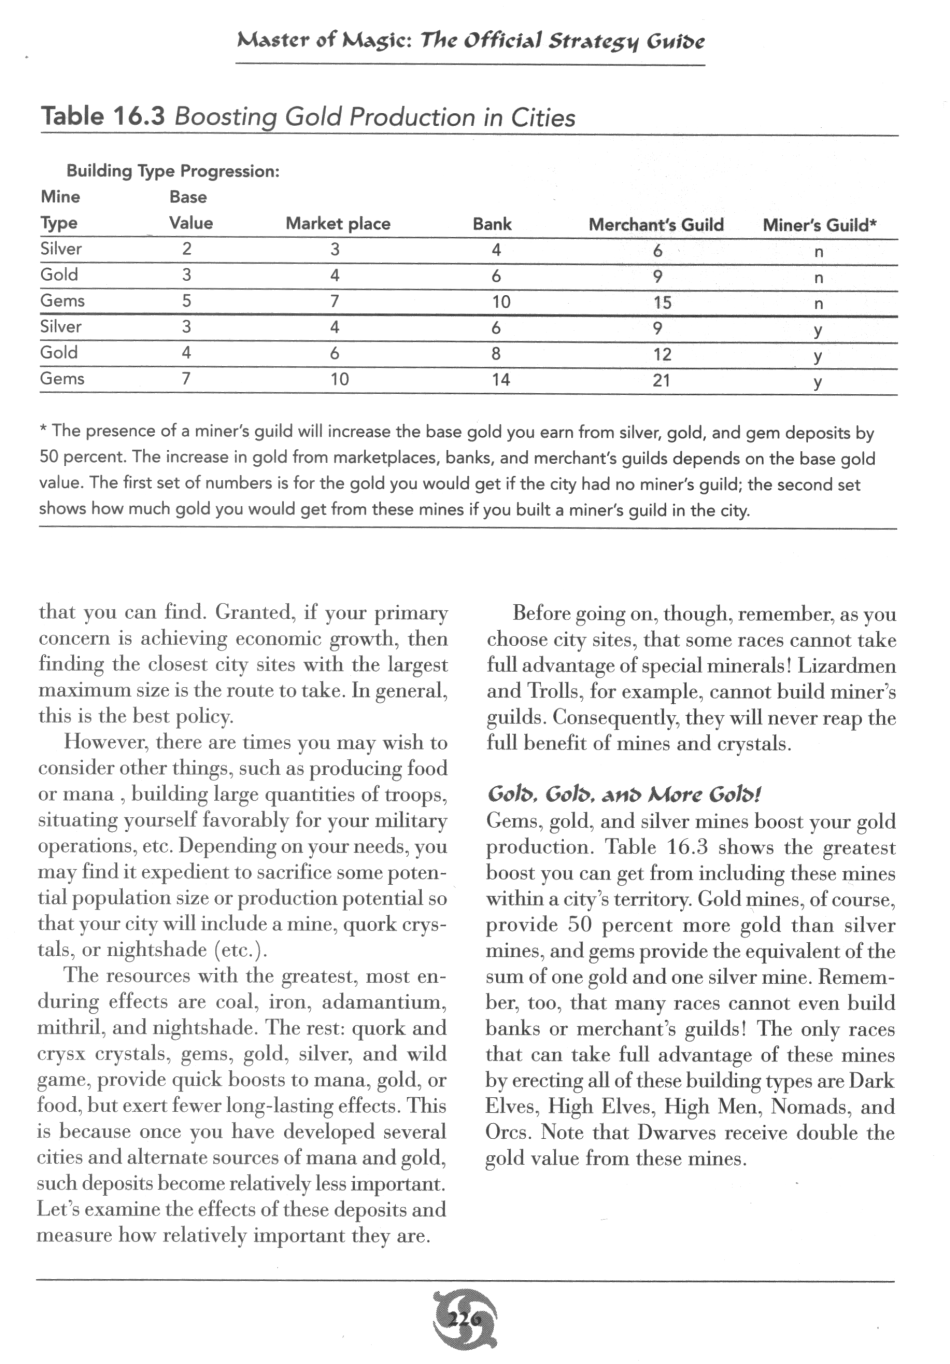 Master of Magic: The Official Strategy Guide
Table 16.3 Boosting Gold Production in Cities
Building Type Progression:
Mine Base
Type Value Market place Bank Merchant's Guild Miner's Guild*
Silver 2 3 4 6 n
Gold 3 4 6 9 n
Gems 5 7 10 15 n
Silver 3 4 6 9 y
Gold 4 6 8 12 y
Gems 7 10 14 21 y
* The presence of a miner's guild will increase the base gold you earn from silver, gold, and gem deposits by
50 percent. The increase in gold from marketplaces, banks, and merchant's guilds depends on the base gold
value. The first set of numbers is for the gold you would get if the city had no miner's guild; the second set
shows how much gold you would get from these mines if you built a miner's guild in the city.
that you can find. Granted, if your primary
concern is achieving economic growth, then
finding the closest city sites with the largest
maximum size is the route to take. In general,
this is the best policy.
However, there are times you may wish to
consider other things, such as producing food
or mana , building large quantities of troops,
situating yourself favorably for your military
operations, etc. Depending on your needs, you
may find it expedient to sacrifice some poten-
tial population size or production potential so
that your city will include a mine, quork crys-
tals, or nightshade (etc.).
The resources with the greatest, most en-
during effects are coal, iron, adamantium,
mithril, and nightshade. The rest: quork and
crysx crystals, gems, gold, silver, and wild
game, provide quick boosts to mana, gold, or
food, but exert fewer long-lasting effects. This
is because once you have developed several
cities and alternate sources of mana and gold,
such deposits become relatively less important.
Let's examine the effects of these deposits and
measure how relatively important they are.
Before going on, though, remember, as you
choose city sites, that some races cannot take
full advantage of special minerals! Lizardmen
and Trolls, for example, cannot build miner's
guilds. Consequently, they will never reap the
full benefit of mines and crystals.
Gold, Gold, and More Gold!
Gems, gold, and silver mines boost your gold
production. Table 16.3 shows the greatest
boost you can get from including these mines
within a city's territory. Gold mines, of course,
provide 50 percent more gold than silver
mines, and gems provide the equivalent of the
sum of one gold and one silver mine. Remem-
ber, too, that many races cannot even build
banks or merchant's guilds! The only races
that can take full advantage of these mines
by erecting all of these building types are Dark
Elves, High Elves, High Men, Nomads, and
Orcs. Note that Dwarves receive double the
gold value from these mines.
226